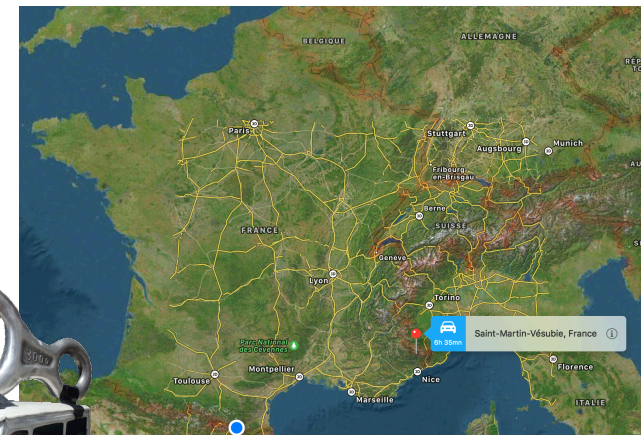 BELGIQUE
ALLEMAGNE
Paris
Stuttgart
Augsbourg
Munich
Fribourg
en-Brisgau
Berne
SUISSE
FRANCE
Genève
Lyon
Torino
Saint-Martin-Vésubie, France
6h 35mn
Parc National
des Cévennes
Montpellier
Toulouse
Nice
Marseille
Florence
ITALIE